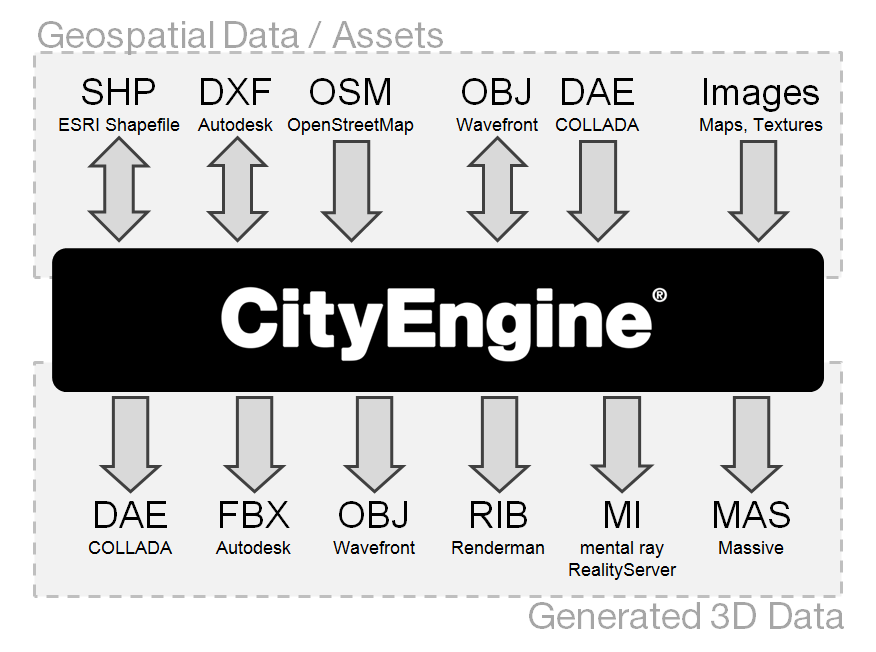 Geospatial Data / Assets
SHP DXF OSM OBJ DAE Images
ESRI Shapefile Autodesk OpenStreetMap Wavefront COLLADA Maps, Textures
CityEngine®
DAE FBX OBJ RIB MI MAS
COLLADA Autodesk Wavefront Renderman mental ray Massive
RealityServer
Generated 3D Data